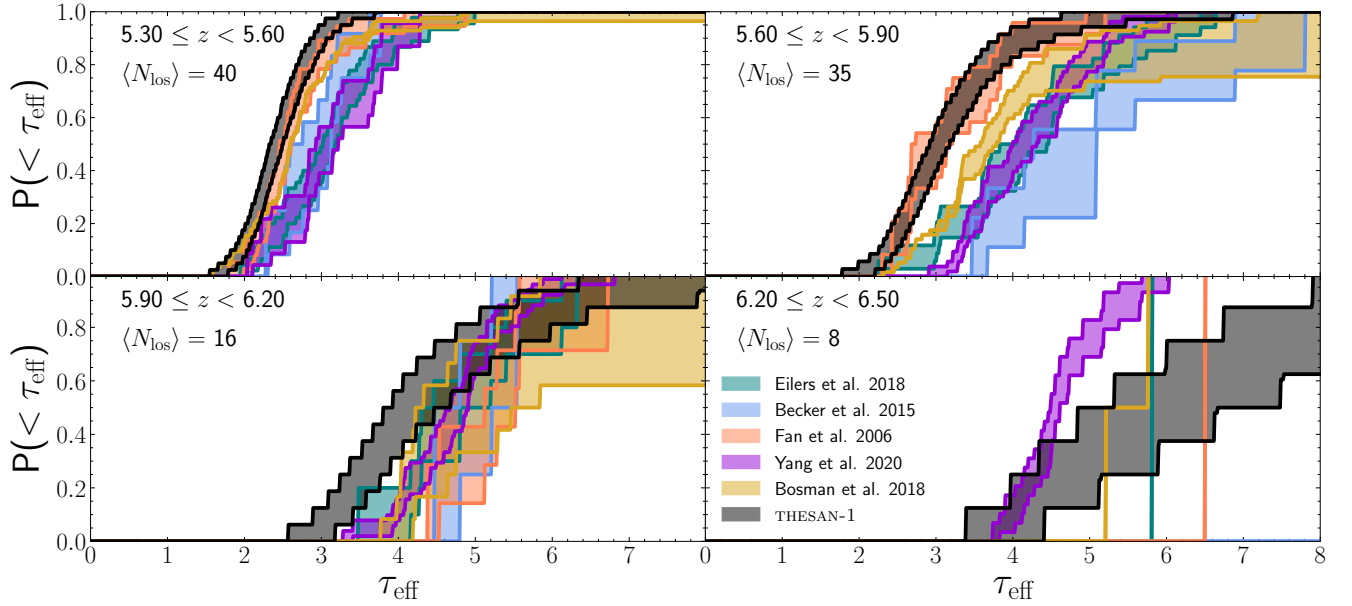 5.30 ≤ z < 5.60
⟨N_los⟩ = 40
5.60 ≤ z < 5.90
⟨N_los⟩ = 35
1.0
0.8
0.6
0.4
0.2
0.0
P(< τ_eff)
5.90 ≤ z < 6.20
⟨N_los⟩ = 16
6.20 ≤ z < 6.50
⟨N_los⟩ = 8
0.8
0.6
0.4
0.2
0.0
P(< τ_eff)
Eilers et al. 2018
Becker et al. 2015
Fan et al. 2006
Yang et al. 2020
Bosman et al. 2018
THESAN-1
0 1 2 3 4 5 6 7 0 1 2 3 4 5 6 7 8
τ_eff τ_eff